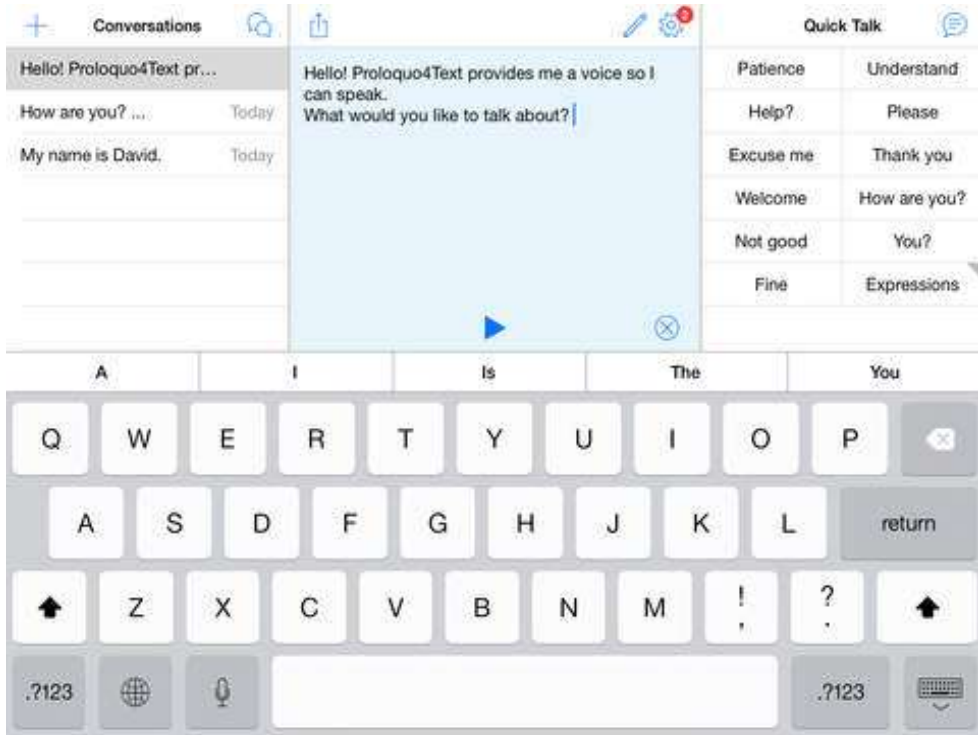 Conversations
Quick Talk
2
Hello! Proloquo4Text pr...
How are you? ...
Today
My name is David.
Today
Hello! Proloquo4Text provides me a voice so I
can speak.
What would you like to talk about?
Patience
Understand
Help?
Please
Excuse me
Thank you
Welcome
How are you?
Not good
You?
Fine
Expressions
A I Is The You
Q W E R T Y U I O P
A S D F G H J K L return
Z X C V B N M ! , ? .
.?123 .?123